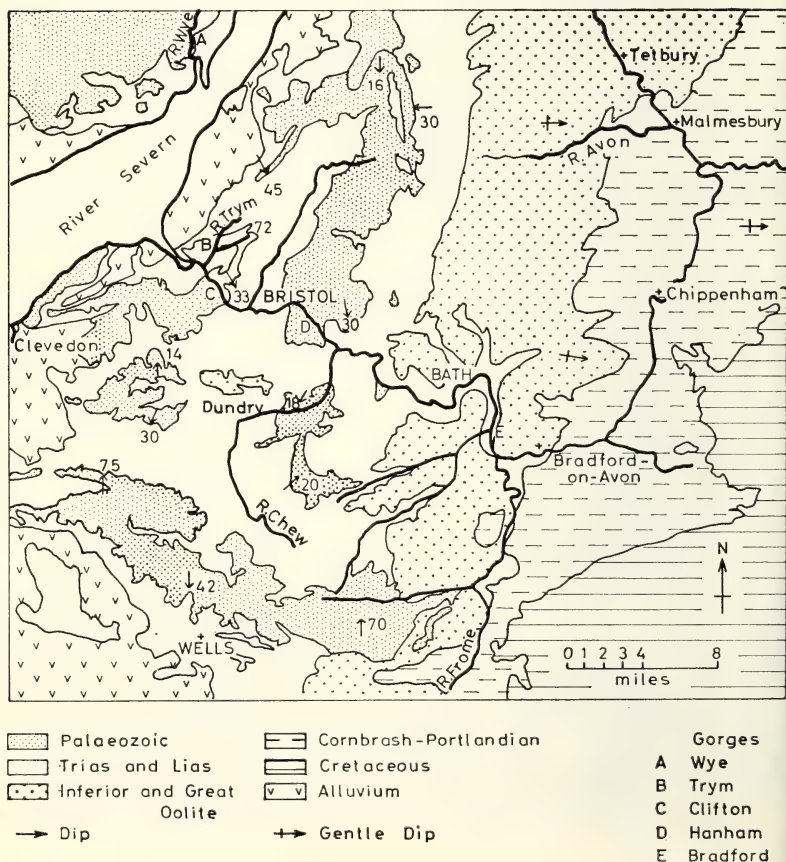 R. Wye
A
Tetbury
16
Malmesbury
30
R. Avon
River Severn
45
R. Trym
72
B
Chippenham
C
33
BRISTOL
D
30
Clevedon
14
BATH
Dundry
18
30
E
Bradford-
on-Avon
75
20
R. Chew
N
42
70
WELLS
R. Frome
0 1 2 3 4 8
miles
Palaeozoic
Trias and Lias
Inferior and Great
Oolite
Dip
Cornbrash-Portlandian
Cretaceous
Alluvium
Gentle Dip
Gorges
A Wye
B Trym
C Clifton
D Hanham
E Bradford